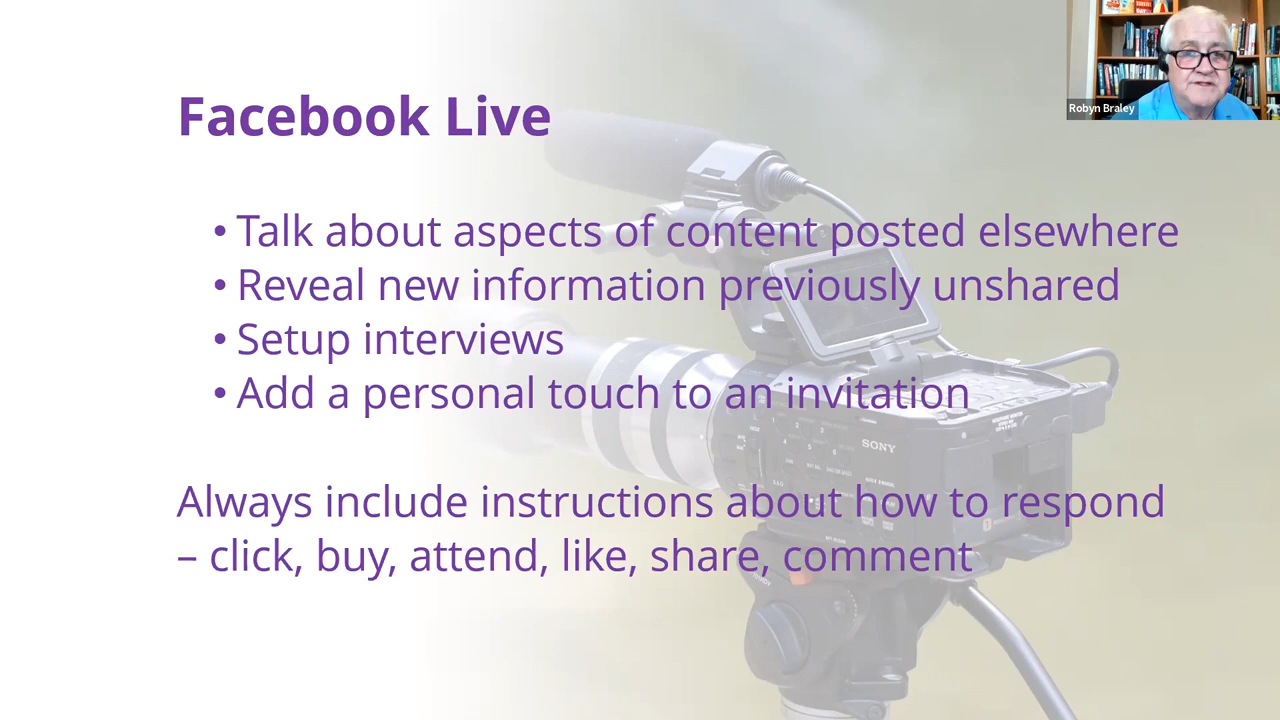 Robyn Braley
Facebook Live
• Talk about aspects of content posted elsewhere
• Reveal new information previously unshared
• Setup interviews
• Add a personal touch to an invitation
SONY
Always include instructions about how to respond
– click, buy, attend, like, share, comment